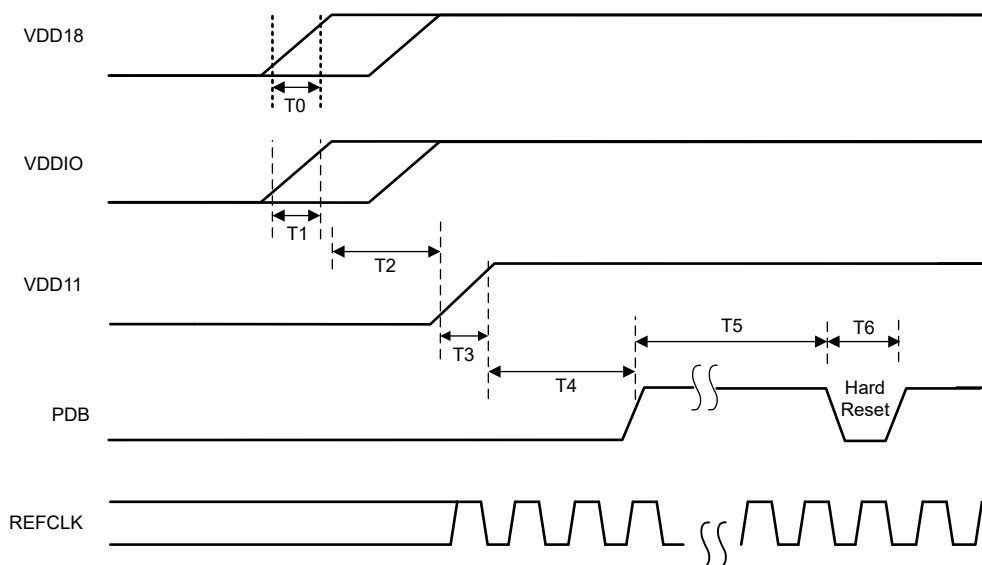 VDD18
T0
VDDIO
T1
T2
VDD11
T3
T5
T6
T4
PDB
Hard
Reset
REFCLK